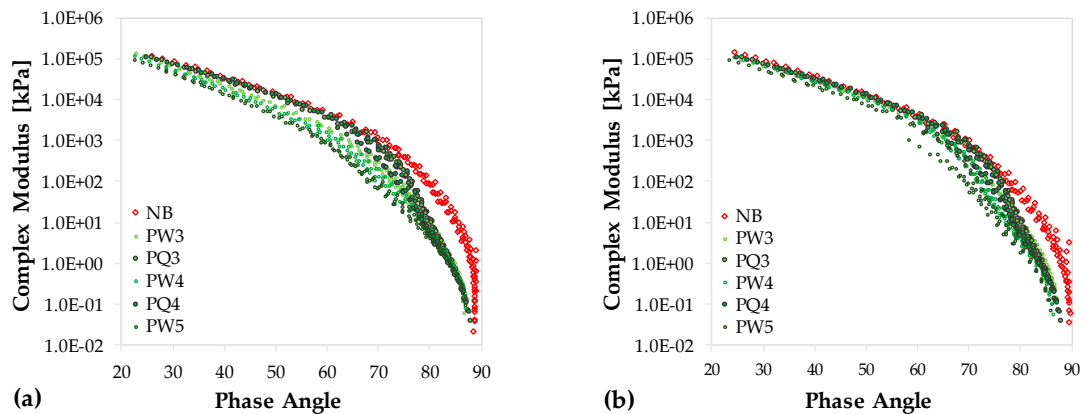 1.0E+06
1.0E+05
1.0E+04
1.0E+03
1.0E+02
1.0E+01
1.0E+00
1.0E-01
1.0E-02
Complex Modulus [kPa]
NB
PW3
PQ3
PW4
PQ4
PW5
20 30 40 50 60 70 80 90
Phase Angle
(a)
1.0E+06
1.0E+05
1.0E+04
1.0E+03
1.0E+02
1.0E+01
1.0E+00
1.0E-01
1.0E-02
Complex Modulus [kPa]
NB
PW3
PQ3
PW4
PQ4
PW5
20 30 40 50 60 70 80 90
Phase Angle
(b)